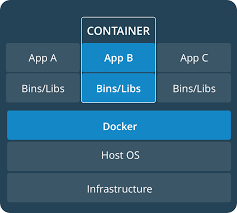 CONTAINER
App A App B App C
Bins/Libs Bins/Libs Bins/Libs
Docker
Host OS
Infrastructure